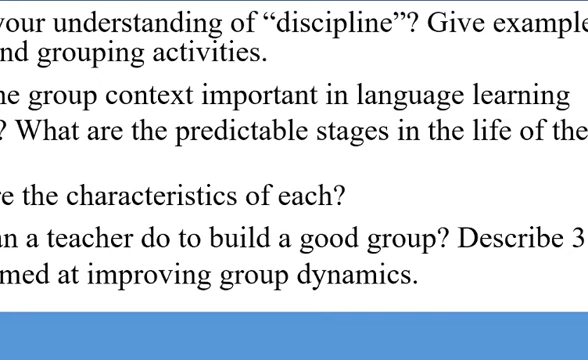 your understanding of “discipline”? Give example
nd grouping activities.
he group context important in language learning
? What are the predictable stages in the life of the
re the characteristics of each?
an a teacher do to build a good group? Describe 3
med at improving group dynamics.